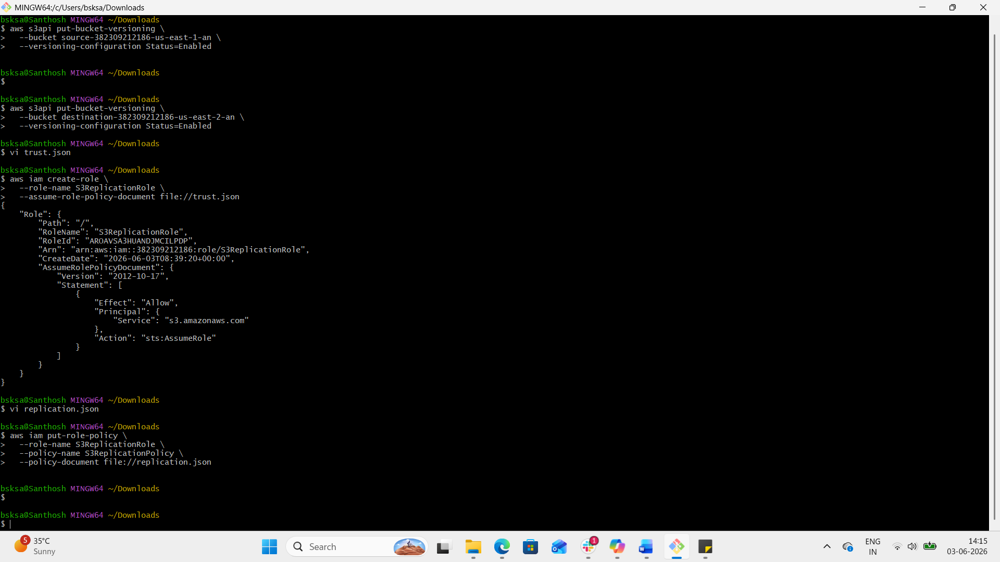 MINGW64:/c/Users/bsksa/Downloads
bsksa@Santhosh MINGW64 ~/Downloads
$ aws s3api put-bucket-versioning \
>   --bucket source-382309212186-us-east-1-an \
>   --versioning-configuration Status=Enabled
bsksa@Santhosh MINGW64 ~/Downloads
$
bsksa@Santhosh MINGW64 ~/Downloads
$ aws s3api put-bucket-versioning \
>   --bucket destination-382309212186-us-east-2-an \
>   --versioning-configuration Status=Enabled
bsksa@Santhosh MINGW64 ~/Downloads
$ vi trust.json
bsksa@Santhosh MINGW64 ~/Downloads
$ aws iam create-role \
>   --role-name S3ReplicationRole \
>   --assume-role-policy-document file://trust.json
{
    "Role": {
        "Path": "/",
        "RoleName": "S3ReplicationRole",
        "RoleId": "AROAVSA3HUANDJMCILPDP",
        "Arn": "arn:aws:iam::382309212186:role/S3ReplicationRole",
        "CreateDate": "2026-06-03T08:39:20+00:00",
        "AssumeRolePolicyDocument": {
            "Version": "2012-10-17",
            "Statement": [
                {
                    "Effect": "Allow",
                    "Principal": {
                        "Service": "s3.amazonaws.com"
                    },
                    "Action": "sts:AssumeRole"
                }
            ]
        }
    }
}
bsksa@Santhosh MINGW64 ~/Downloads
$ vi replication.json
bsksa@Santhosh MINGW64 ~/Downloads
$ aws iam put-role-policy \
>   --role-name S3ReplicationRole \
>   --policy-name S3ReplicationPolicy \
>   --policy-document file://replication.json
bsksa@Santhosh MINGW64 ~/Downloads
$
bsksa@Santhosh MINGW64 ~/Downloads
$
5
35°C
Sunny
Search
1
W
ENG
IN
14:15
03-06-2026